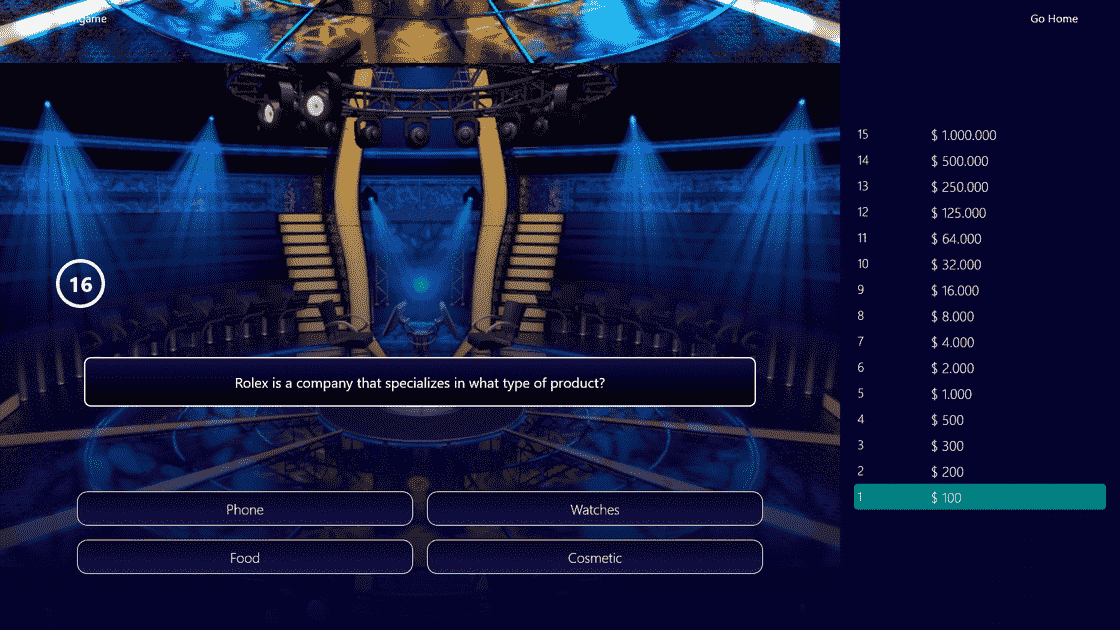 Go Home
16
Rolex is a company that specializes in what type of product?
Phone
Watches
Food
Cosmetic
15 $ 1.000.000
14 $ 500.000
13 $ 250.000
12 $ 125.000
11 $ 64.000
10 $ 32.000
9 $ 16.000
8 $ 8.000
7 $ 4.000
6 $ 2.000
5 $ 1.000
4 $ 500
3 $ 300
2 $ 200
1 $ 100